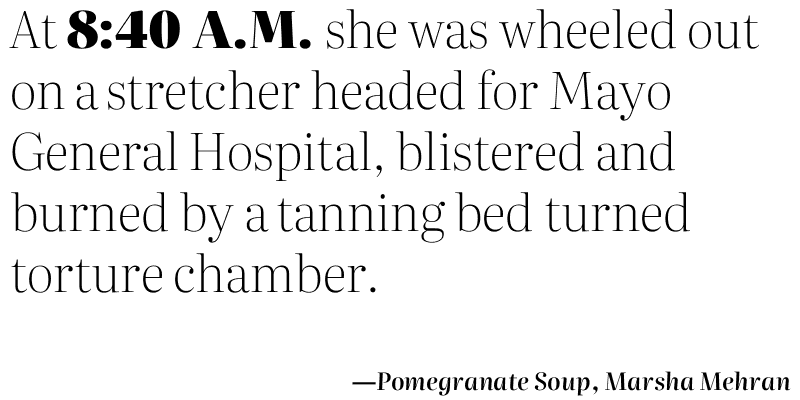 At 8:40 A.M. she was wheeled out
on a stretcher headed for Mayo
General Hospital, blistered and
burned by a tanning bed turned
torture chamber.
—Pomegranate Soup, Marsha Mehran